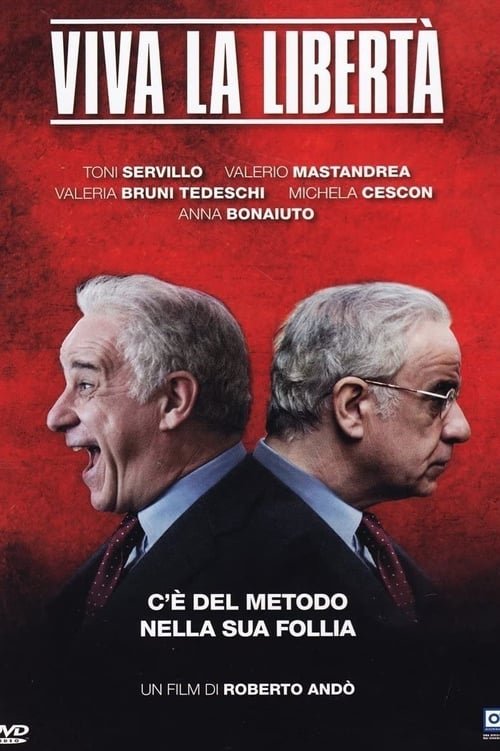 VIVA LA LIBERTÀ
TONI SERVILLO VALERIO MASTANDREA
VALERIA BRUNI TEDESCHI MICHELA CESCON
ANNA BONAIUTO
C'È DEL METODO
NELLA SUA FOLLIA
UN FILM DI ROBERTO ANDÒ